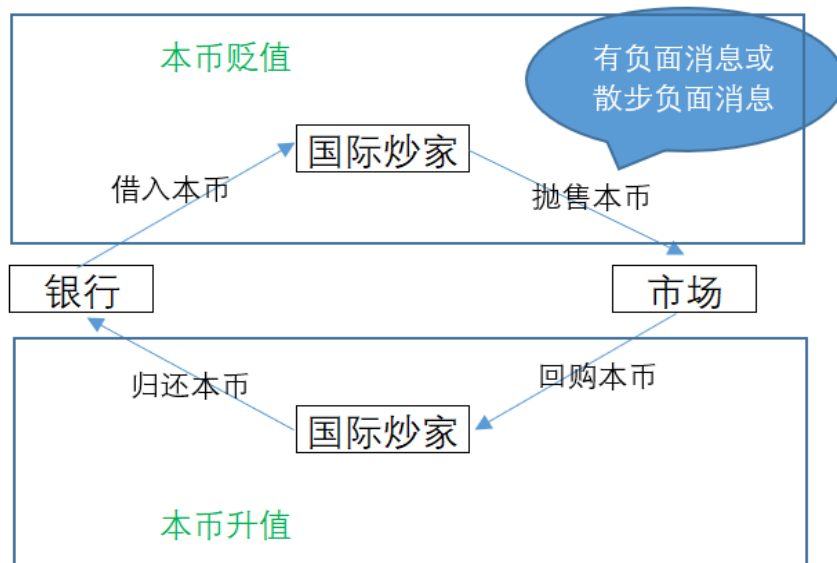 本币贬值
有负面消息或
散步负面消息
国际炒家
借入本币
抛售本币
银行
市场
归还本币
回购本币
国际炒家
本币升值